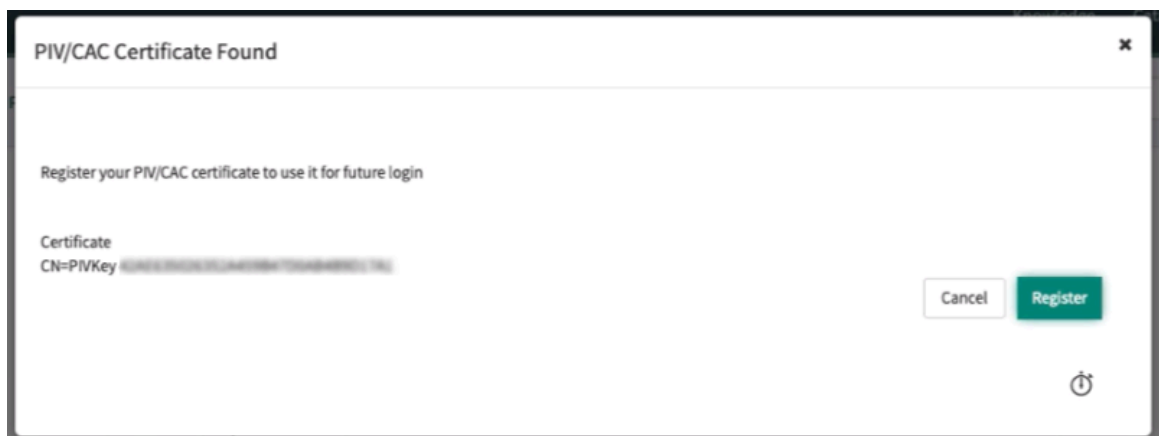 PIV/CAC Certificate Found
Register your PIV/CAC certificate to use it for future login
Certificate
CN=PIVKey
Cancel
Register